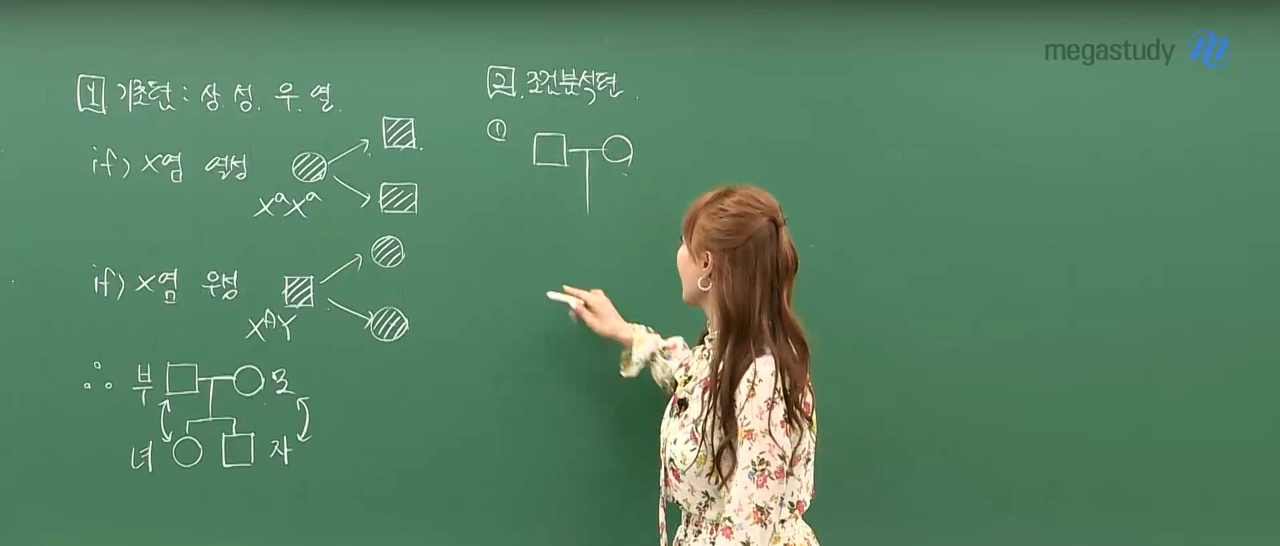 megastudy
1 기초편 : 상. 성. 우. 열.
if) X염 열성
XᵃXᵃ
if) X염 우성
XᴬY
∴ 부 모
녀 자
2. 조건분석편.
①